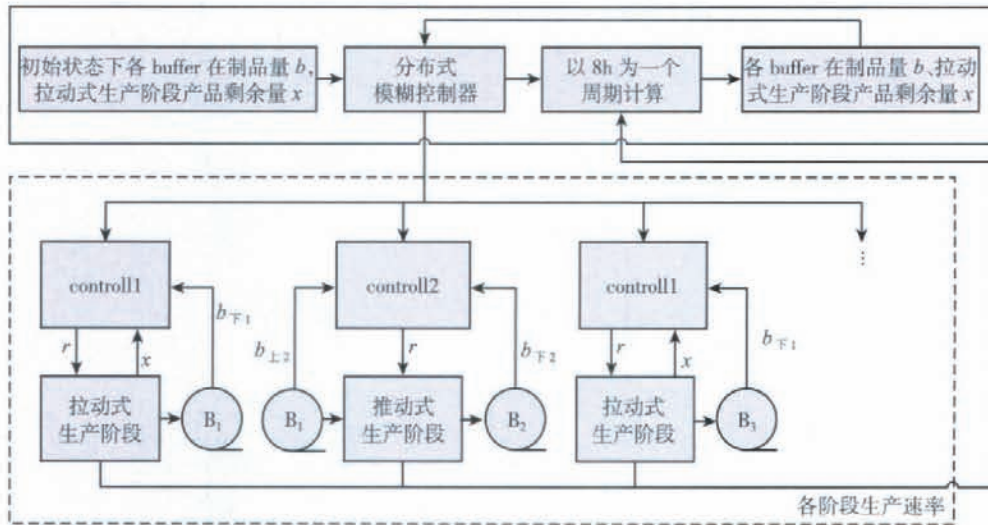 初始状态下各 buffer 在制品量 b,
拉动式生产阶段产品剩余量 x
分布式
模糊控制器
以 8h 为一个
周期计算
各 buffer 在制品量 b、拉动
式生产阶段产品剩余量 x
controll1
controll2
controll1
⋮
r
x
b下1
b上2
r
b下2
r
x
b下1
拉动式
生产阶段
B1
B1
推动式
生产阶段
B2
拉动式
生产阶段
B3
各阶段生产速率